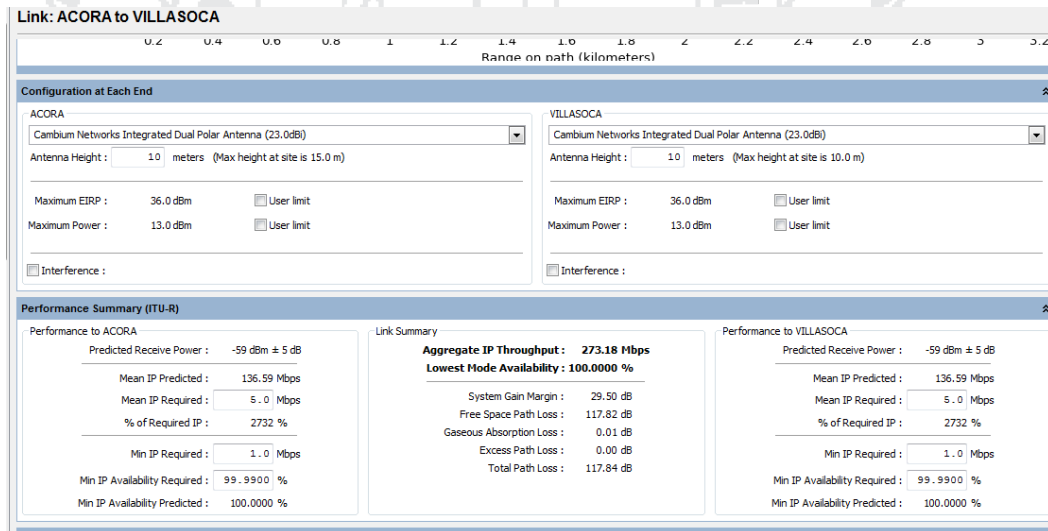 Link: ACORA to VILLASOCA
0.2 0.4 0.6 0.8 1 1.2 1.4 1.6 1.8 2 2.2 2.4 2.6 2.8 3 3.2
Range on path (kilometers)
Configuration at Each End
ACORA
Cambium Networks Integrated Dual Polar Antenna (23.0dBi)
Antenna Height : 10 meters (Max height at site is 15.0 m)
Maximum EIRP : 36.0 dBm User limit
Maximum Power : 13.0 dBm User limit
Interference :
VILLASOCA
Cambium Networks Integrated Dual Polar Antenna (23.0dBi)
Antenna Height : 10 meters (Max height at site is 10.0 m)
Maximum EIRP : 36.0 dBm User limit
Maximum Power : 13.0 dBm User limit
Interference :
Performance Summary (ITU-R)
Performance to ACORA
Predicted Receive Power : -59 dBm ± 5 dB
Mean IP Predicted : 136.59 Mbps
Mean IP Required : 5.0 Mbps
% of Required IP : 2732 %
Min IP Required : 1.0 Mbps
Min IP Availability Required : 99.9900 %
Min IP Availability Predicted : 100.0000 %
Link Summary
Aggregate IP Throughput : 273.18 Mbps
Lowest Mode Availability : 100.0000 %
System Gain Margin : 29.50 dB
Free Space Path Loss : 117.82 dB
Gaseous Absorption Loss : 0.01 dB
Excess Path Loss : 0.00 dB
Total Path Loss : 117.84 dB
Performance to VILLASOCA
Predicted Receive Power : -59 dBm ± 5 dB
Mean IP Predicted : 136.59 Mbps
Mean IP Required : 5.0 Mbps
% of Required IP : 2732 %
Min IP Required : 1.0 Mbps
Min IP Availability Required : 99.9900 %
Min IP Availability Predicted : 100.0000 %